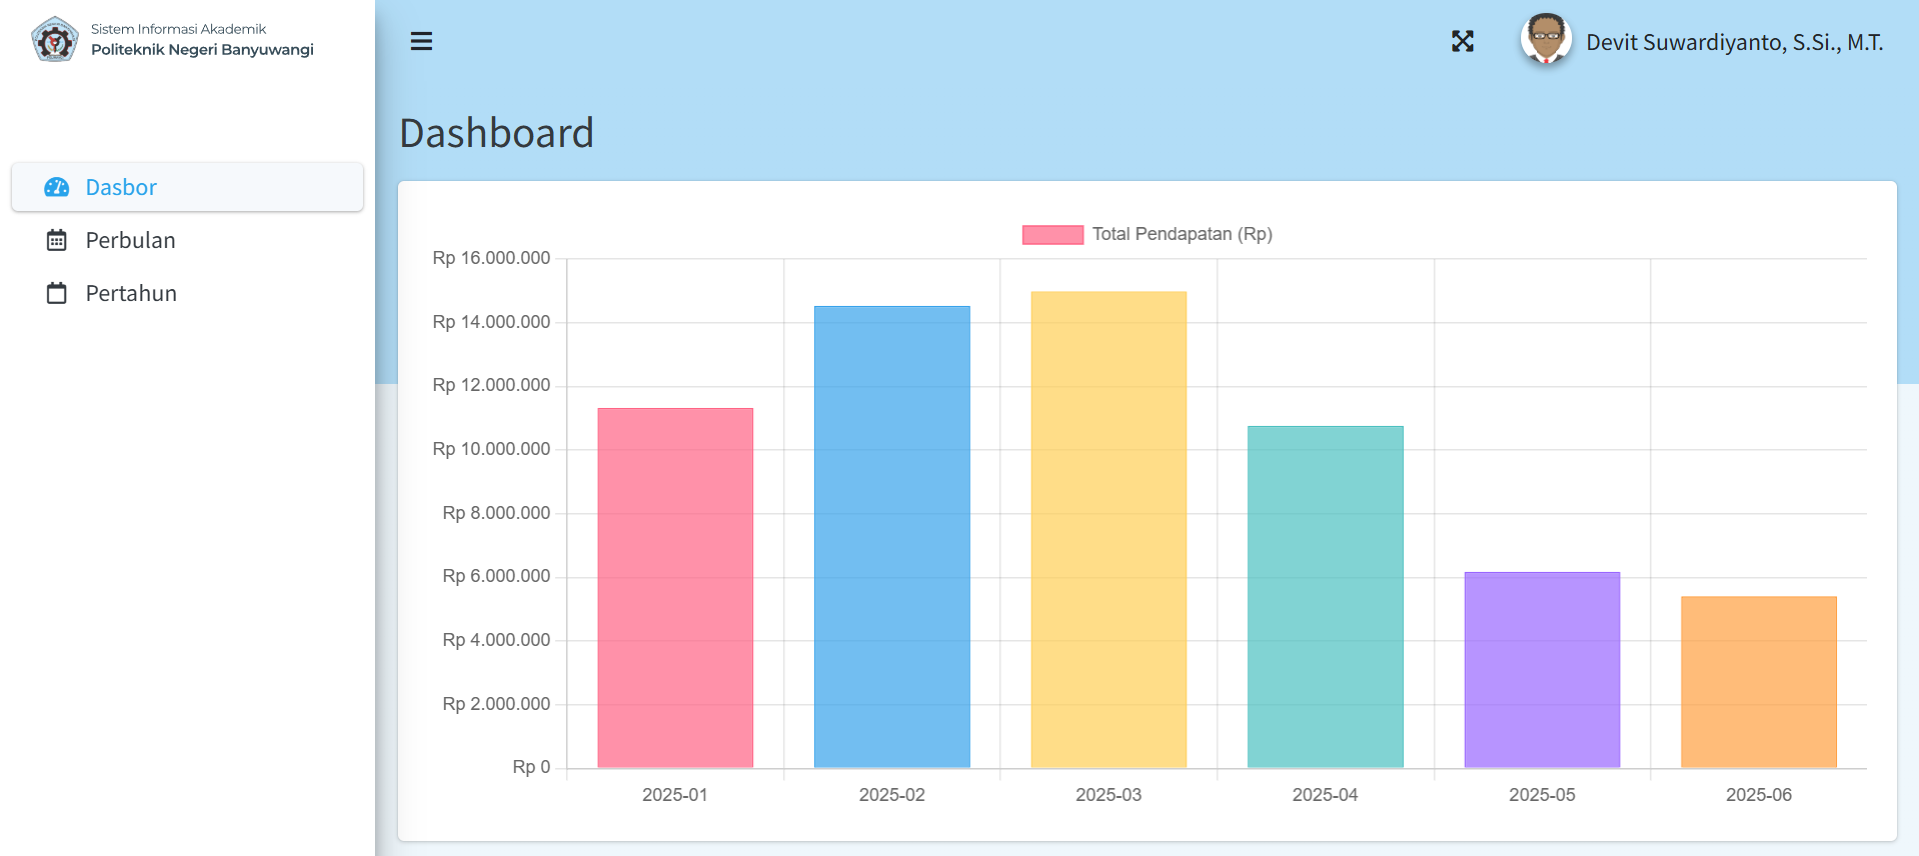 Sistem Informasi Akademik
Politeknik Negeri Banyuwangi
Devit Suwardiyanto, S.Si., M.T.
Dasbor
Perbulan
Pertahun
Dashboard
Total Pendapatan (Rp)
Rp 16.000.000
Rp 14.000.000
Rp 12.000.000
Rp 10.000.000
Rp 8.000.000
Rp 6.000.000
Rp 4.000.000
Rp 2.000.000
Rp 0
2025-01 2025-02 2025-03 2025-04 2025-05 2025-06